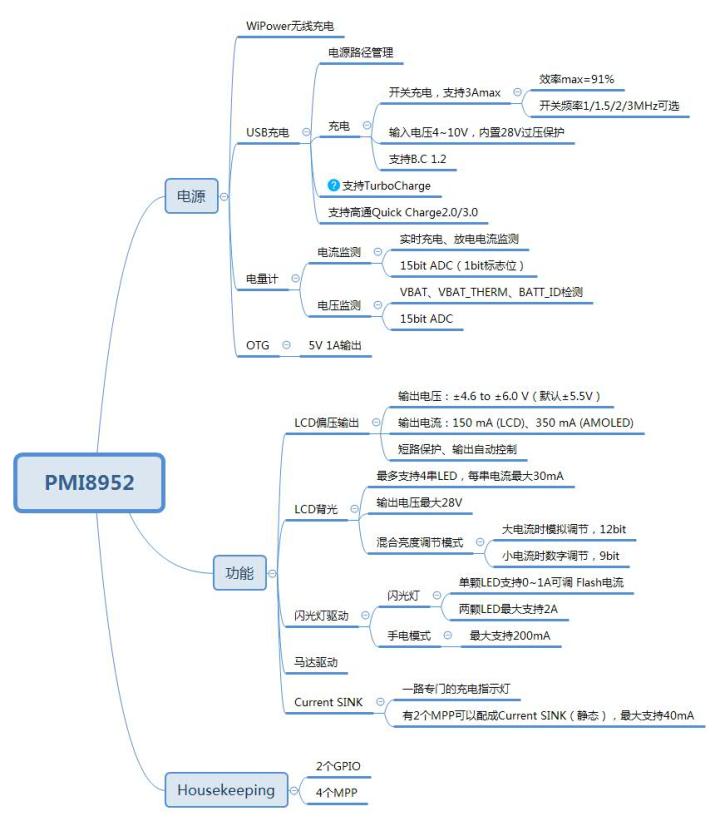 WiPower无线充电
电源路径管理
效率max=91%
开关充电，支持3Amax
开关频率1/1.5/2/3MHz可选
充电
USB充电
输入电压4~10V，内置28V过压保护
支持B.C 1.2
? 支持TurboCharge
电源
支持高通Quick Charge2.0/3.0
实时充电、放电电流监测
电流监测
15bit ADC（1bit标志位）
电量计
VBAT、VBAT_THERM、BATT_ID检测
电压监测
15bit ADC
OTG
5V 1A输出
输出电压：±4.6 to ±6.0 V（默认±5.5V）
LCD偏压输出
输出电流：150 mA (LCD)、350 mA (AMOLED)
短路保护、输出自动控制
PMI8952
最多支持4串LED，每串电流最大30mA
LCD背光
输出电压最大28V
大电流时模拟调节，12bit
混合亮度调节模式
小电流时数字调节，9bit
功能
单颗LED支持0~1A可调 Flash电流
闪光灯
两颗LED最大支持2A
闪光灯驱动
手电模式
最大支持200mA
马达驱动
一路专门的充电指示灯
Current SINK
有2个MPP可以配成Current SINK（静态），最大支持40mA
2个GPIO
Housekeeping
4个MPP